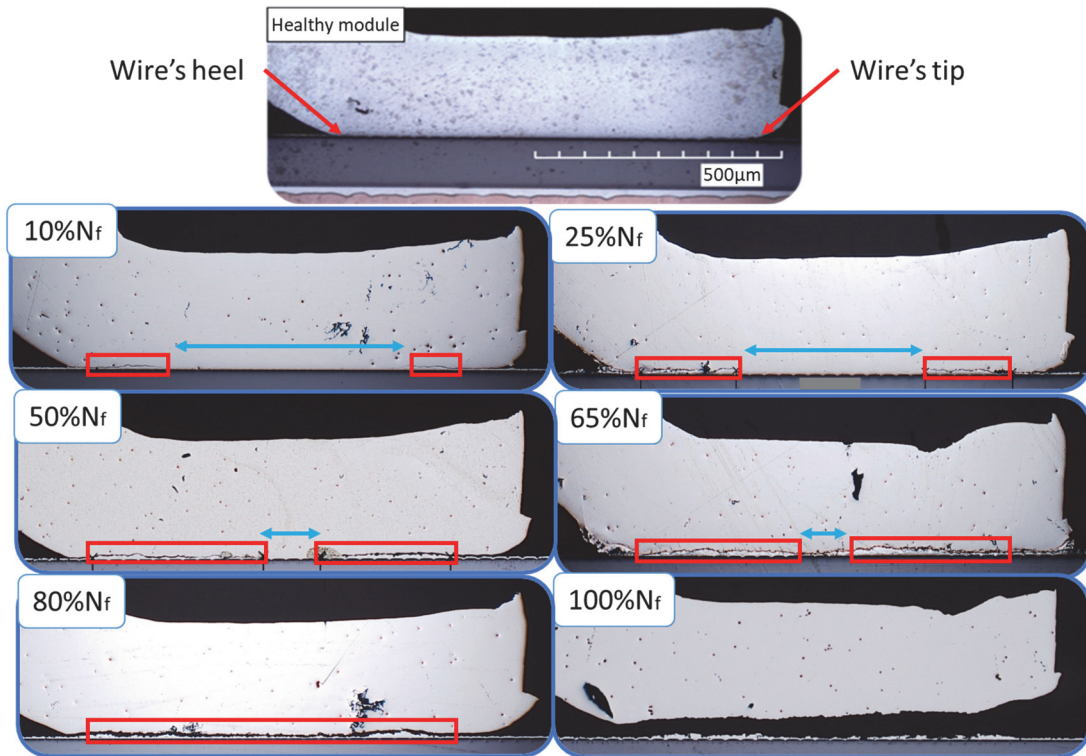 Healthy module
Wire's heel
Wire's tip
500µm
10%Nf
25%Nf
50%Nf
65%Nf
80%Nf
100%Nf